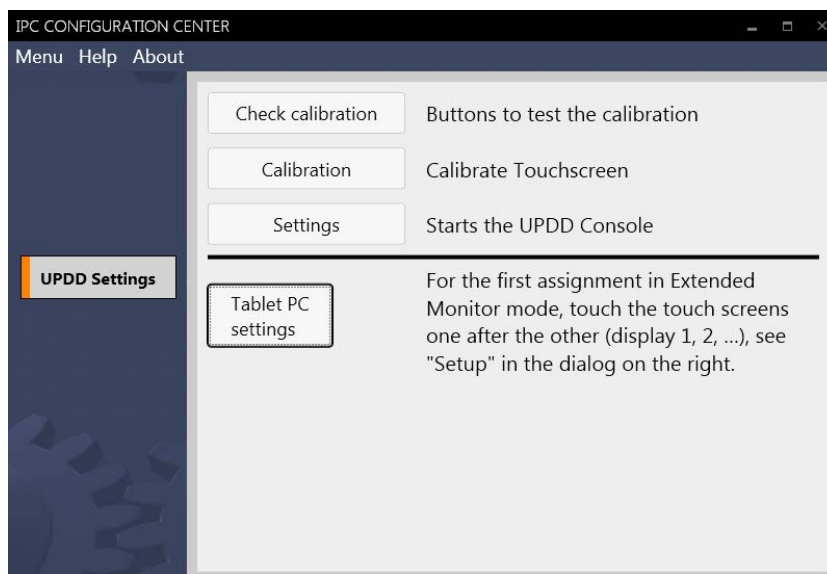 IPC CONFIGURATION CENTER
Menu Help About
Check calibration Buttons to test the calibration
Calibration Calibrate Touchscreen
Settings Starts the UPDD Console
UPDD Settings
Tablet PC
settings
For the first assignment in Extended
Monitor mode, touch the touch screens
one after the other (display 1, 2, ...), see
"Setup" in the dialog on the right.